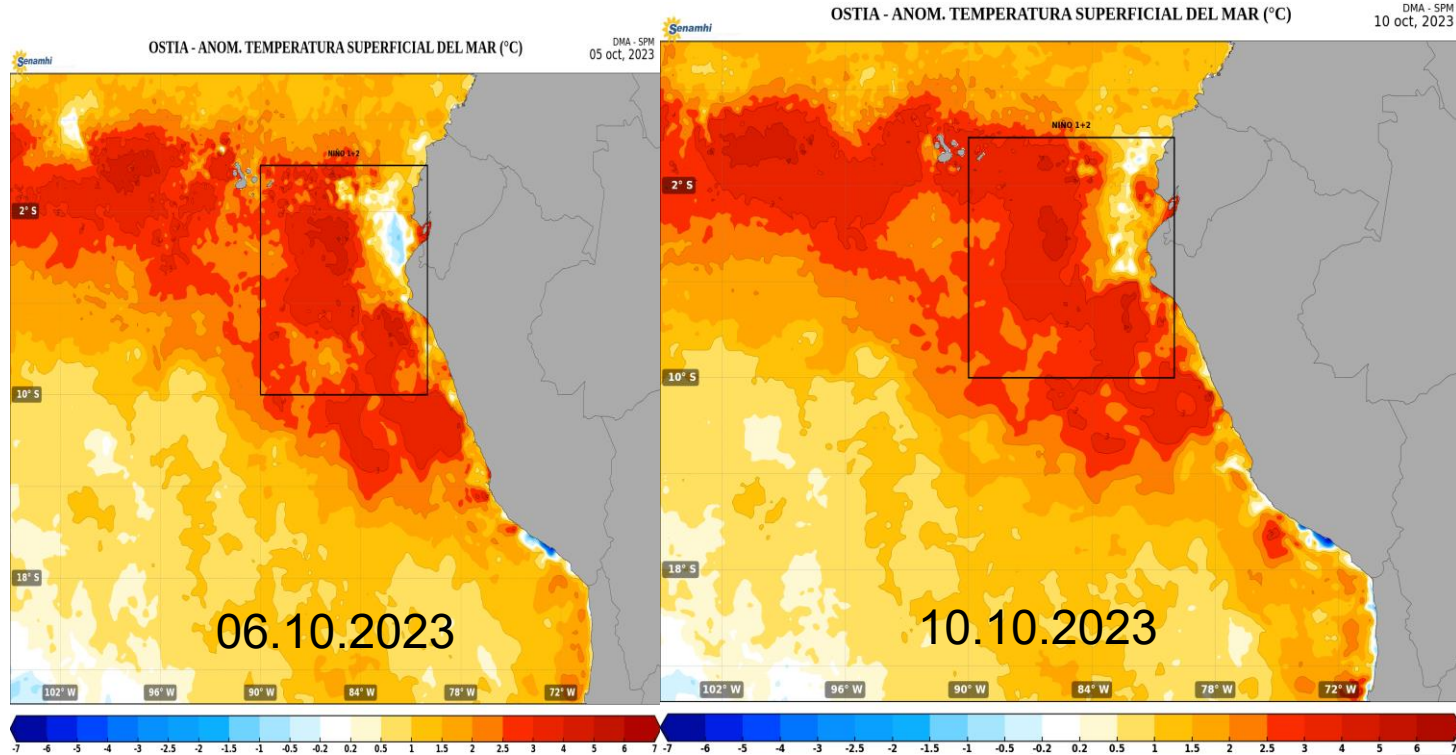 OSTIA - ANOM. TEMPERATURA SUPERFICIAL DEL MAR (°C)
DMA - SPM
05 oct, 2023
Senamhi
NIÑO 1+2
2° S
10° S
18° S
06.10.2023
102° W 96° W 90° W 84° W 78° W 72° W
-7 -6 -5 -4 -3 -2.5 -2 -1.5 -1 -0.5 -0.2 0.2 0.5 1 1.5 2 2.5 3 4 5 6 7
OSTIA - ANOM. TEMPERATURA SUPERFICIAL DEL MAR (°C)
DMA - SPM
10 oct, 2023
Senamhi
NIÑO 1+2
2° S
10° S
18° S
10.10.2023
102° W 96° W 90° W 84° W 78° W 72° W
-7 -6 -5 -4 -3 -2.5 -2 -1.5 -1 -0.5 -0.2 0.2 0.5 1 1.5 2 2.5 3 4 5 6 7